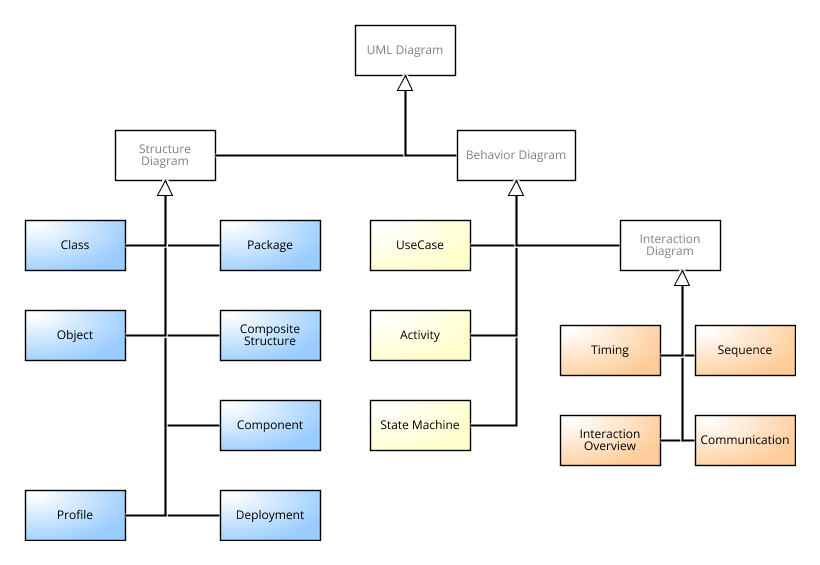 UML Diagram
Structure
Diagram
Behavior Diagram
Class
Package
UseCase
Interaction
Diagram
Object
Composite
Structure
Activity
Timing
Sequence
Component
State Machine
Interaction
Overview
Communication
Profile
Deployment